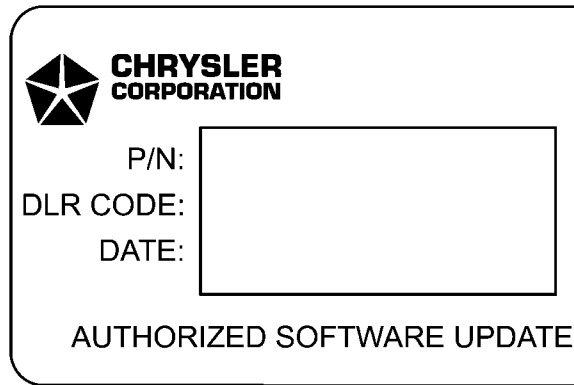 CHRYSLER
CORPORATION
P/N:
DLR CODE:
DATE:
AUTHORIZED SOFTWARE UPDATE